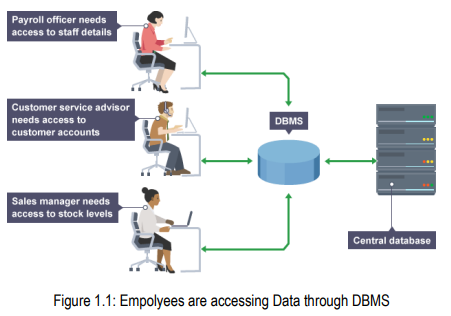 Payroll officer needs
access to staff details
Customer service advisor
needs access to
customer accounts
DBMS
Sales manager needs
access to stock levels
Central database
Figure 1.1: Empolyees are accessing Data through DBMS